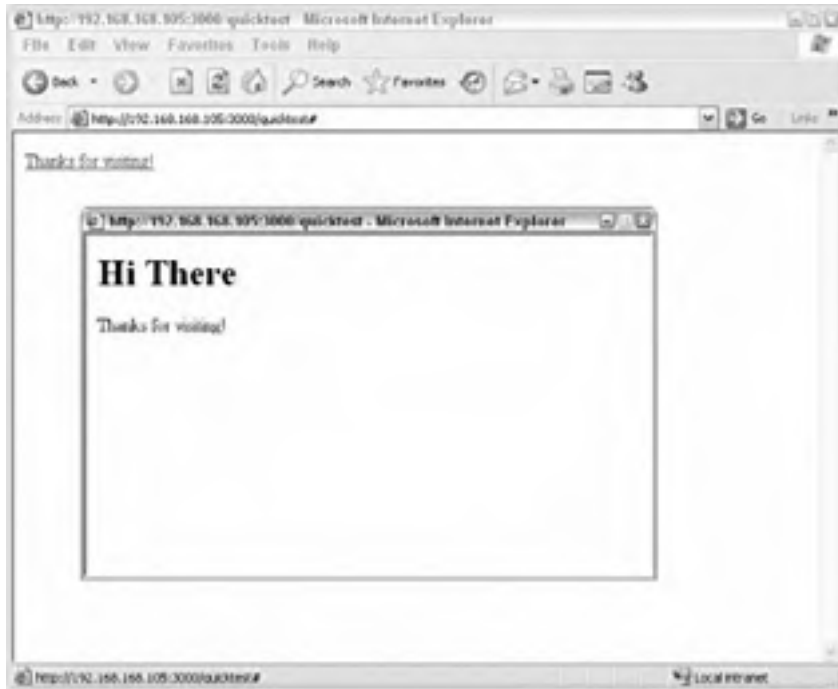 http://192.168.168.105:3000/quicktest Microsoft Internet Explorer
File Edit View Favorites Tools Help
Back Search Favorites
Address http://192.168.168.105:3000/quicktest# Go Links
Thanks for visiting!
http://192.168.168.105:3000/quicktest - Microsoft Internet Explorer
Hi There
Thanks for visiting!
http://192.168.168.105:3000/quicktest# Local intranet